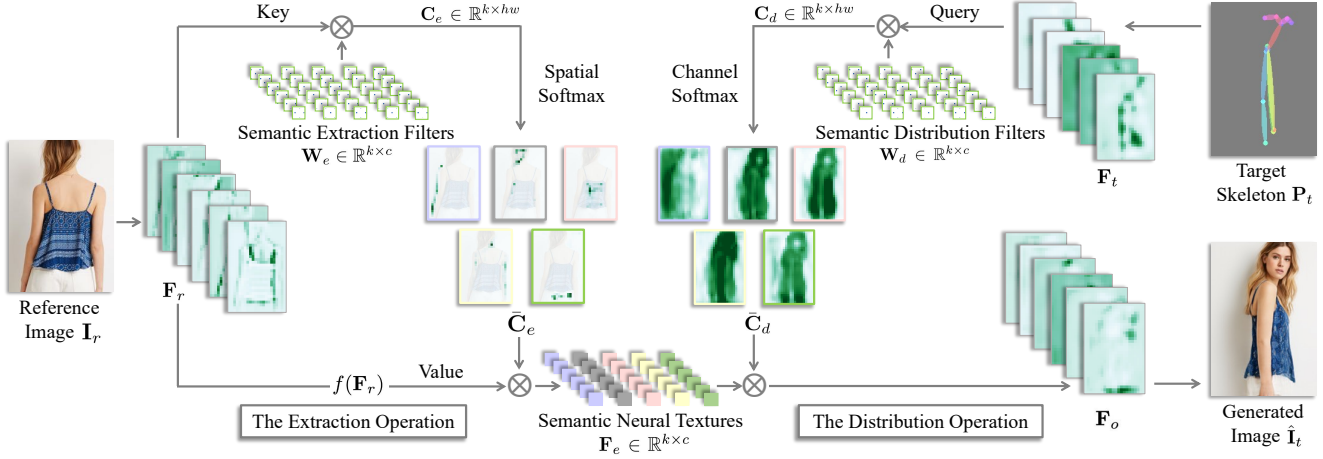 Key
C_e ∈ ℝ^{k×hw}
C_d ∈ ℝ^{k×hw}
Query
Spatial
Softmax
Channel
Softmax
Semantic Extraction Filters
W_e ∈ ℝ^{k×c}
Semantic Distribution Filters
W_d ∈ ℝ^{k×c}
F_t
Target
Skeleton P_t
F_r
Reference
Image I_r
C̄_e
C̄_d
f(F_r)
Value
The Extraction Operation
Semantic Neural Textures
F_e ∈ ℝ^{k×c}
The Distribution Operation
F_o
Generated
Image Î_t